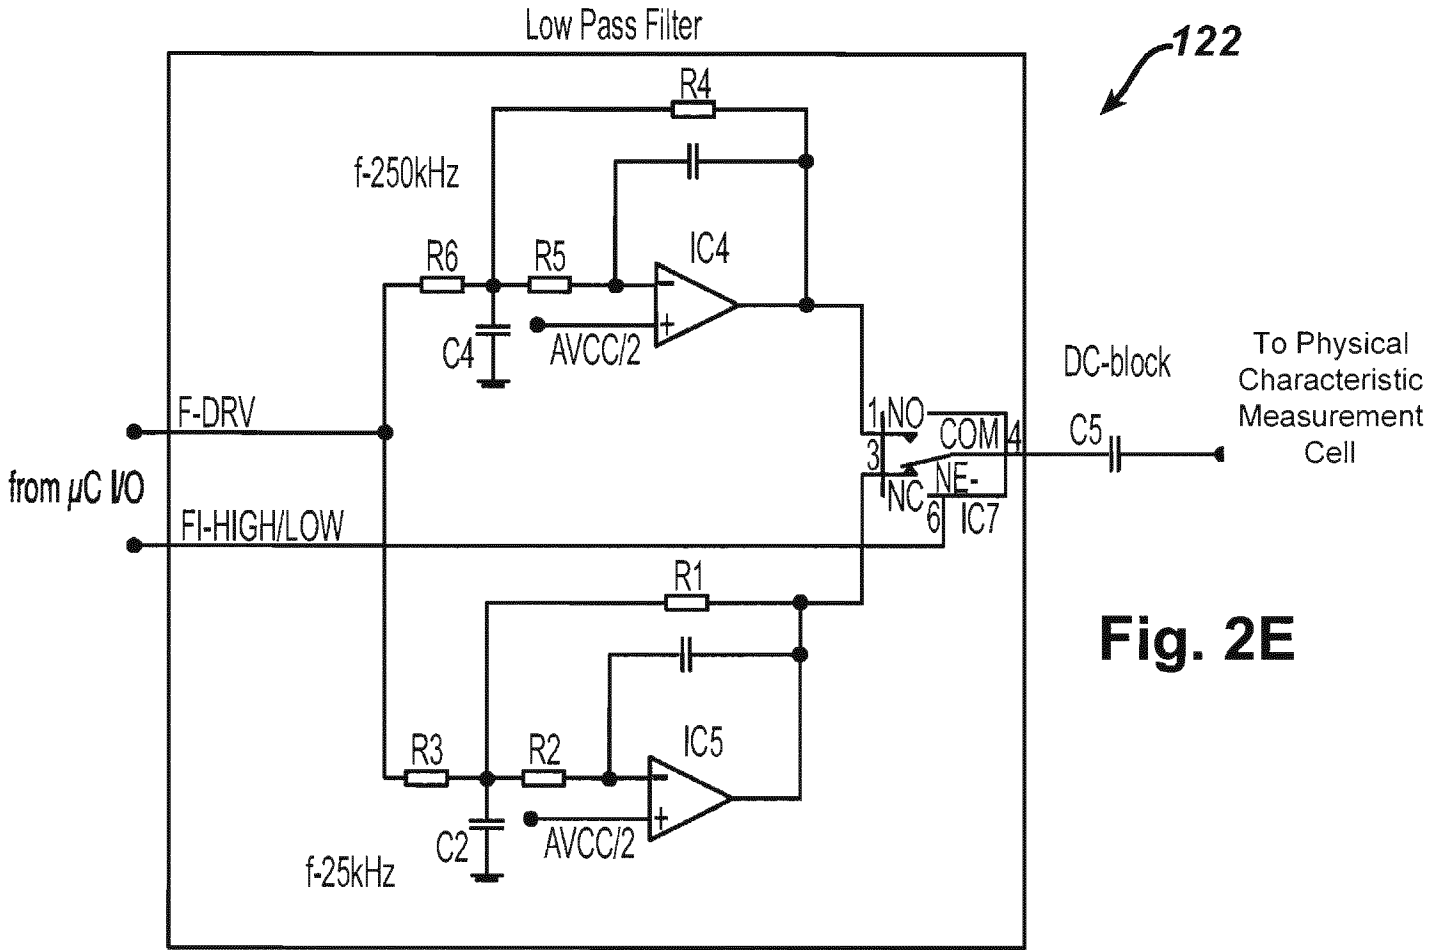 Low Pass Filter
122
R4
f-250kHz
IC4
R6
R5
−
+
C4
AVCC/2
F-DRV
from µC I/O
FI-HIGH/LOW
1
NO
COM
4
3
NC
NE-
6
IC7
DC-block
C5
To Physical
Characteristic
Measurement
Cell
R1
Fig. 2E
IC5
R3
R2
−
+
C2
AVCC/2
f-25kHz